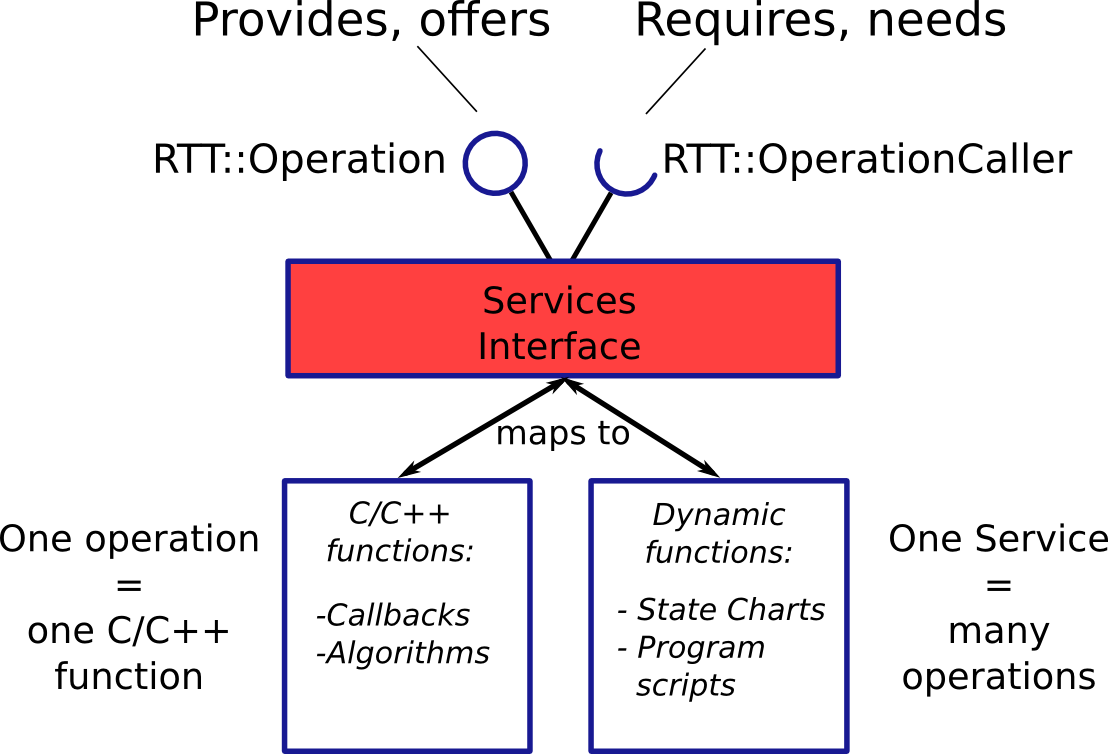 Provides, offers
Requires, needs
RTT::Operation
RTT::OperationCaller
Services
Interface
maps to
One operation
=
one C/C++
function
C/C++
functions:
-Callbacks
-Algorithms
Dynamic
functions:
- State Charts
- Program
scripts
One Service
=
many
operations